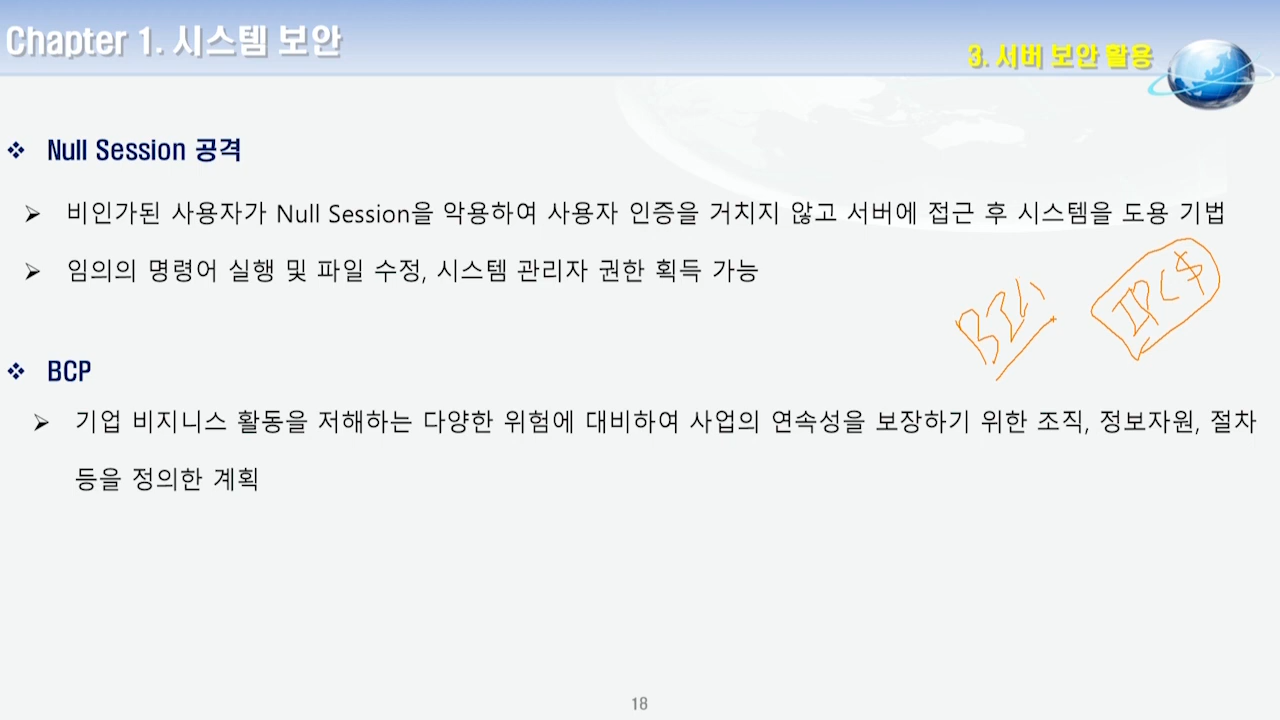 Chapter 1. 시스템 보안
3. 서버 보안 활용
❖ Null Session 공격
➢ 비인가된 사용자가 Null Session을 악용하여 사용자 인증을 거치지 않고 서버에 접근 후 시스템을 도용 기법
➢ 임의의 명령어 실행 및 파일 수정, 시스템 관리자 권한 획득 가능
IPC$
❖ BCP
➢ 기업 비지니스 활동을 저해하는 다양한 위험에 대비하여 사업의 연속성을 보장하기 위한 조직, 정보자원, 절차
등을 정의한 계획
18